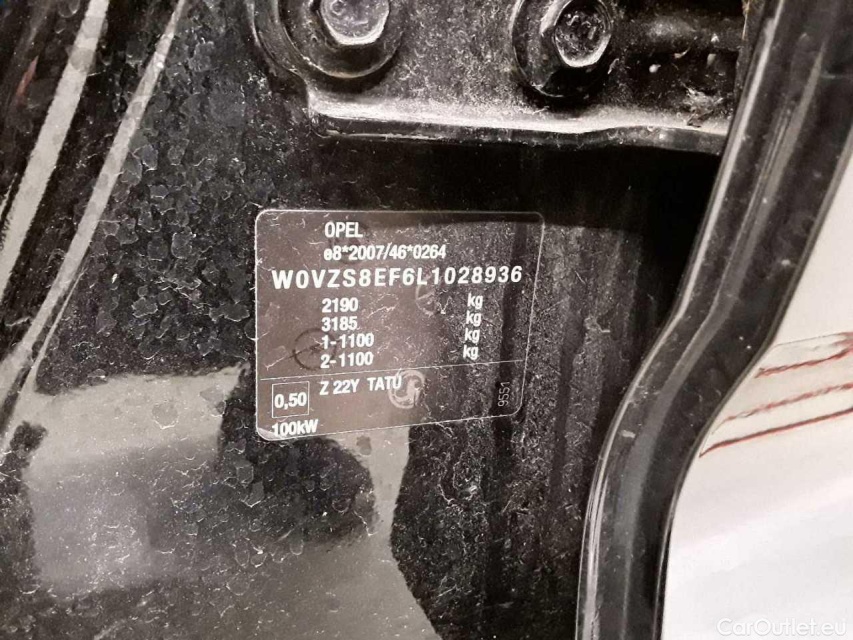 OPEL
e8*2007/46*0264
W0VZS8EF6L1028936
2190 kg
3185 kg
1-1100 kg
2-1100 kg
0,50 Z 22Y TATU
100kW
9551
CarOutlet.eu